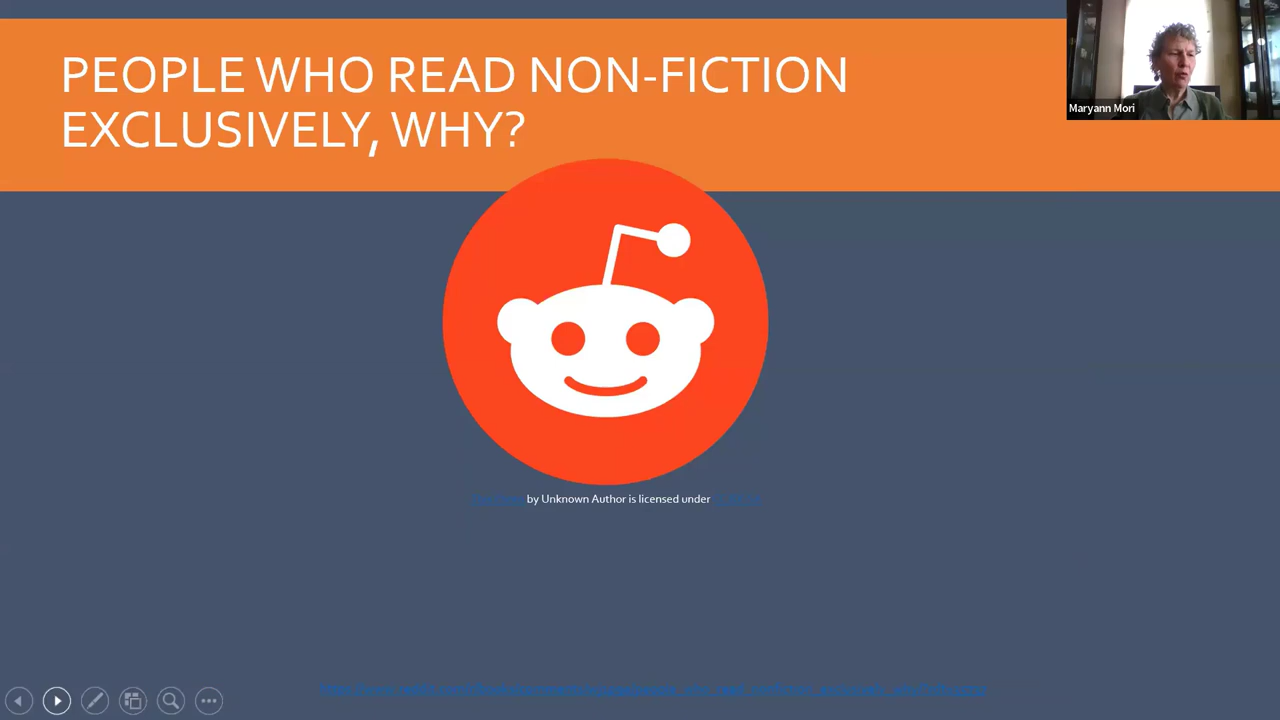 PEOPLE WHO READ NON-FICTION
EXCLUSIVELY, WHY?
Maryann Mori
by Unknown Author is licensed under